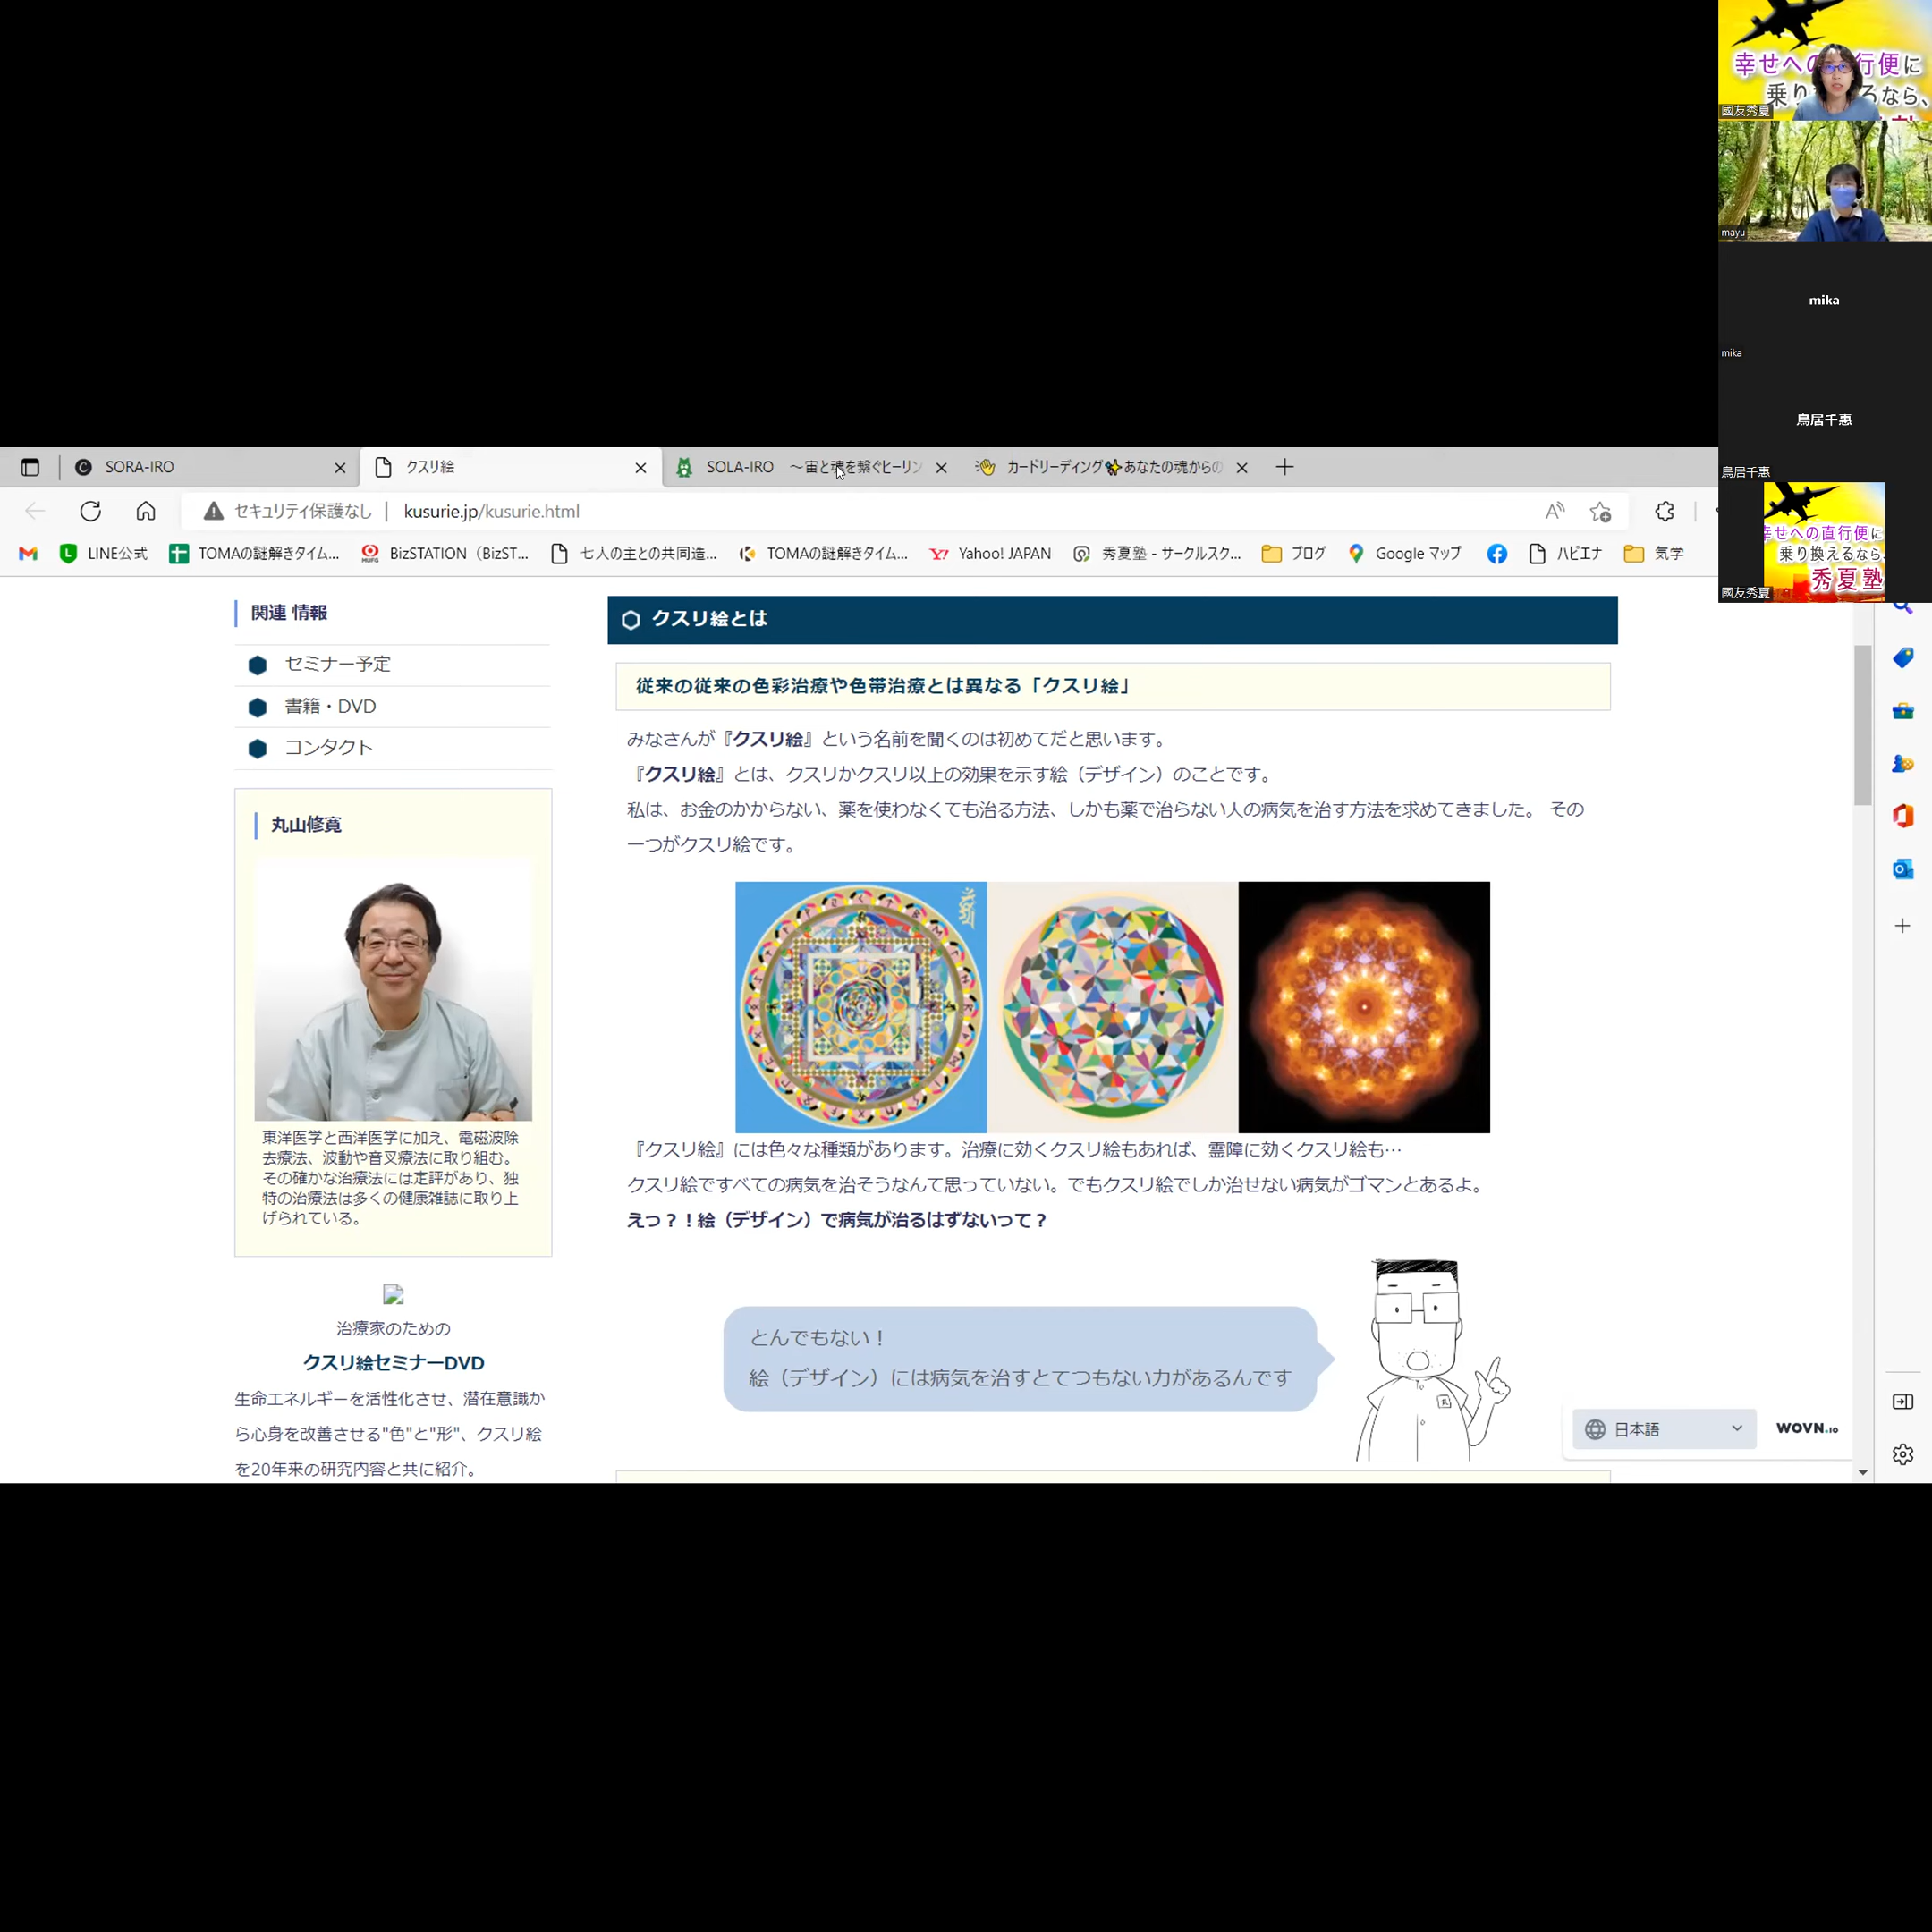 幸せへの直行便に
乗り るなら、
國友秀夏
mayu
mika
mika
鳥居千惠
鳥居千惠
幸せへの直行便に
乗り換えるなら
秀夏塾
國友秀夏
SORA-IRO
クスリ絵
SOLA-IRO ～宙と魂を繋ぐヒーリン
カードリーディング✨あなたの魂からの
セキュリティ保護なし | kusurie.jp/kusurie.html
LINE公式
TOMAの謎解きタイム...
BizSTATION（BizST...
七人の主との共同造...
TOMAの謎解きタイム...
Yahoo! JAPAN
秀夏塾 - サークルスク...
ブログ
Google マップ
ハピエナ
気学
関連 情報
セミナー予定
書籍・DVD
コンタクト
丸山修寛
東洋医学と西洋医学に加え、電磁波除
去療法、波動や音叉療法に取り組む。
その確かな治療法には定評があり、独
特の治療法は多くの健康雑誌に取り上
げられている。
治療家のための
クスリ絵セミナーDVD
生命エネルギーを活性化させ、潜在意識か
ら心身を改善させる"色"と"形"、クスリ絵
を20年来の研究内容と共に紹介。
クスリ絵とは
従来の従来の色彩治療や色帯治療とは異なる「クスリ絵」
みなさんが『クスリ絵』という名前を聞くのは初めてだと思います。
『クスリ絵』とは、クスリかクスリ以上の効果を示す絵（デザイン）のことです。
私は、お金のかからない、薬を使わなくても治る方法、しかも薬で治らない人の病気を治す方法を求めてきました。 その
一つがクスリ絵です。
『クスリ絵』には色々な種類があります。治療に効くクスリ絵もあれば、霊障に効くクスリ絵も…
クスリ絵ですべての病気を治そうなんて思っていない。でもクスリ絵でしか治せない病気がゴマンとあるよ。
えっ？！絵（デザイン）で病気が治るはずないって？
とんでもない！
絵（デザイン）には病気を治すとてつもない力があるんです
日本語
WOVN.io